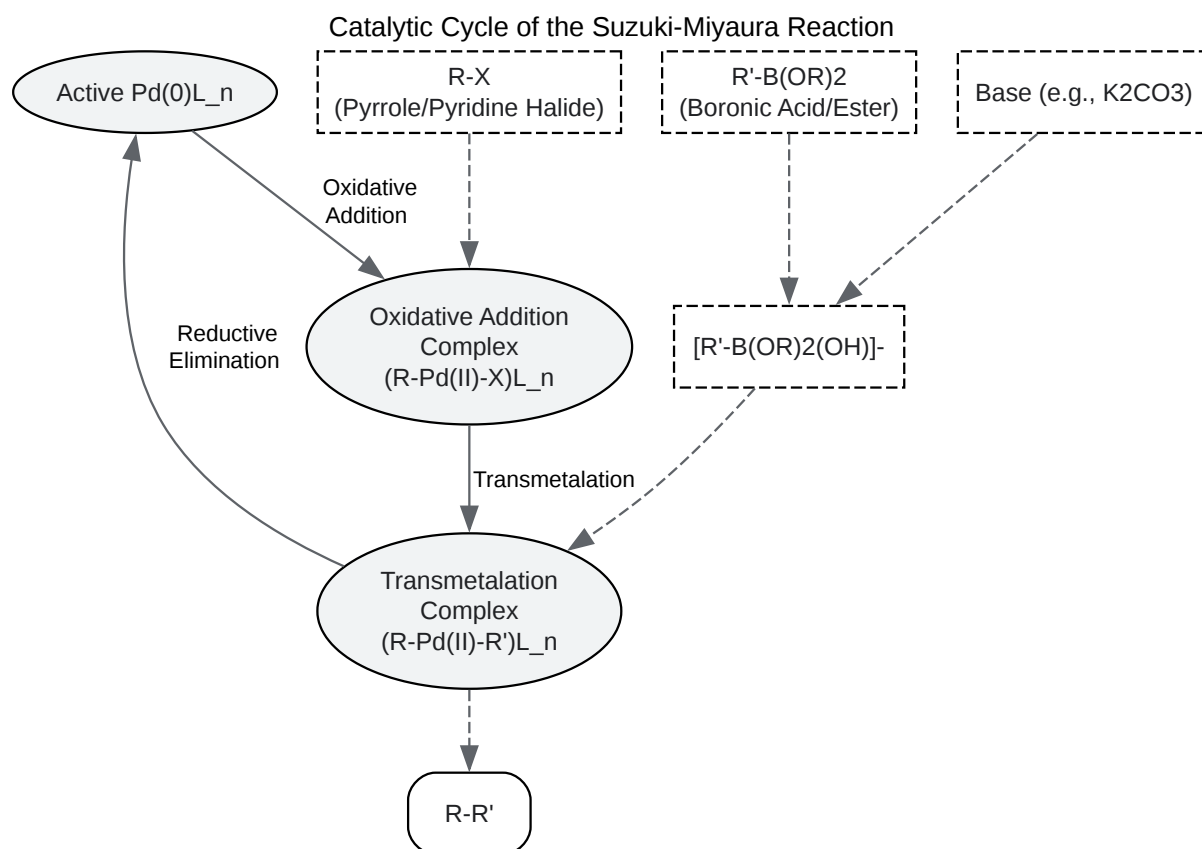 Catalytic Cycle of the Suzuki-Miyaura Reaction
Active Pd(0)L_n
R-X
(Pyrrole/Pyridine Halide)
R'-B(OR)2
(Boronic Acid/Ester)
Base (e.g., K2CO3)
Oxidative
Addition
Oxidative Addition
Complex
(R-Pd(II)-X)L_n
Reductive
Elimination
[R'-B(OR)2(OH)]-
Transmetalation
Transmetalation
Complex
(R-Pd(II)-R')L_n
R-R'